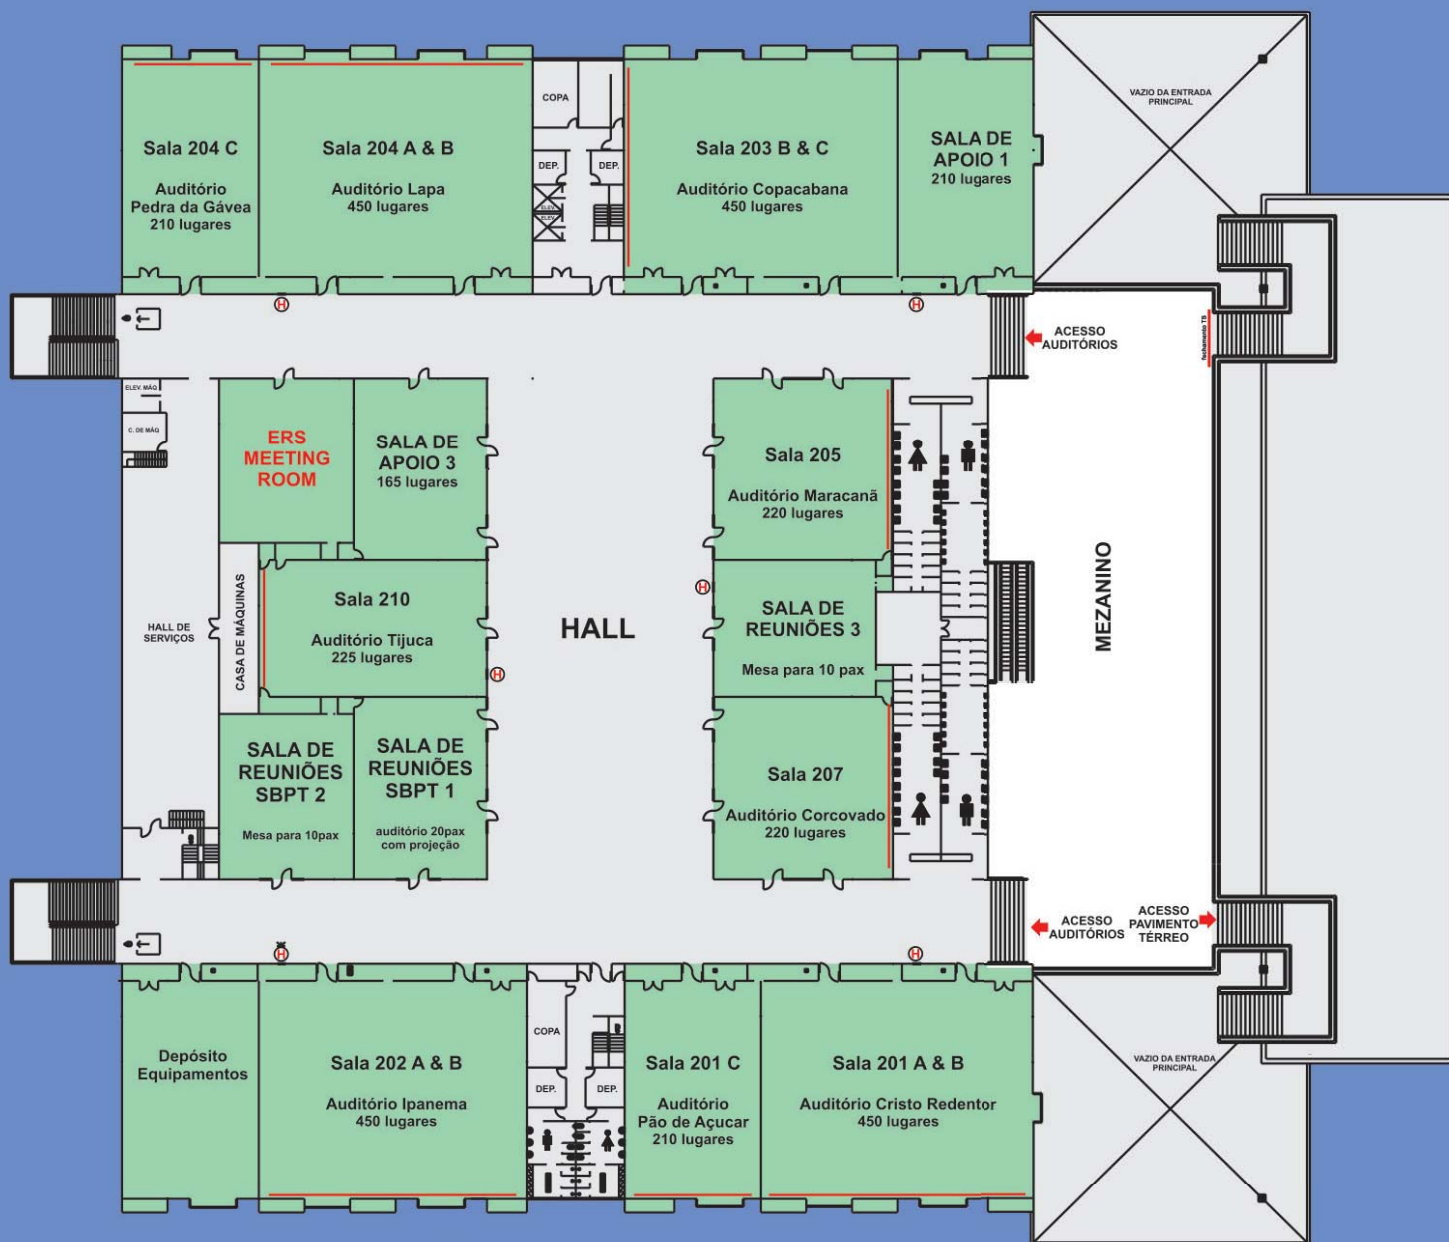 Sala 204 C
Auditório
Pedra da Gávea
210 lugares
Sala 204 A & B
Auditório Lapa
450 lugares
COPA
DEP.
DEP.
ELEV.
ELEV.
Sala 203 B & C
Auditório Copacabana
450 lugares
SALA DE
APOIO 1
210 lugares
VAZIO DA ENTRADA
PRINCIPAL
H
H
ACESSO
AUDITÓRIOS
fechamento TS
ELEV. MÁQ
C. DE MÁQ
ERS
MEETING
ROOM
SALA DE
APOIO 3
165 lugares
Sala 205
Auditório Maracanã
220 lugares
HALL DE
SERVIÇOS
CASA DE MÁQUINAS
Sala 210
Auditório Tijuca
225 lugares
H
HALL
H
SALA DE
REUNIÕES 3
Mesa para 10 pax
MEZANINO
SALA DE
REUNIÕES
SBPT 2
Mesa para 10pax
SALA DE
REUNIÕES
SBPT 1
auditório 20pax
com projeção
Sala 207
Auditório Corcovado
220 lugares
ACESSO
AUDITÓRIOS
ACESSO
PAVIMENTO
TÉRREO
H
H
Depósito
Equipamentos
Sala 202 A & B
Auditório Ipanema
450 lugares
COPA
DEP.
DEP.
Sala 201 C
Auditório
Pão de Açucar
210 lugares
Sala 201 A & B
Auditório Cristo Redentor
450 lugares
VAZIO DA ENTRADA
PRINCIPAL